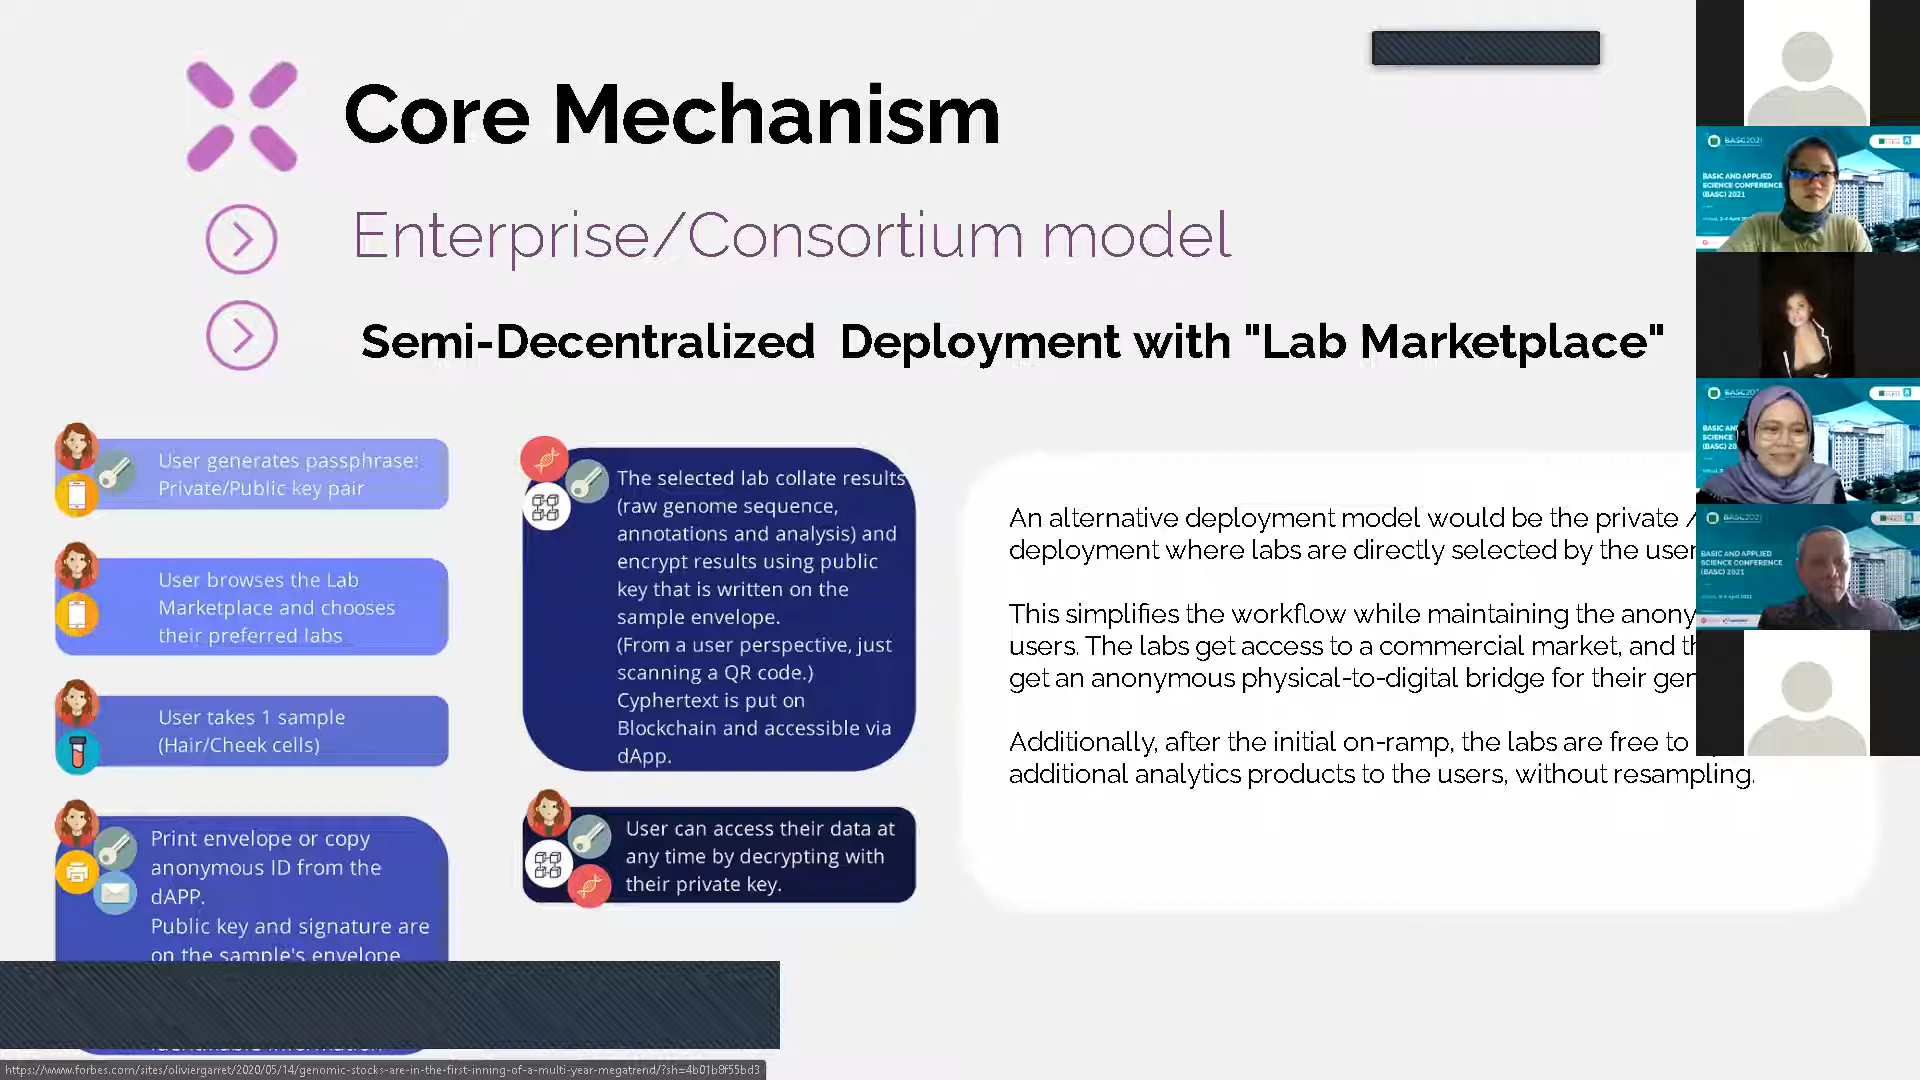 Core Mechanism
Enterprise/Consortium model
Semi-Decentralized Deployment with "Lab Marketplace"
User generates passphrase:
Private/Public key pair
User browses the Lab
Marketplace and chooses
their preferred labs
User takes 1 sample
(Hair/Cheek cells)
Print envelope or copy
anonymous ID from the
dAPP.
Public key and signature are
on the sample's envelope
The selected lab collate results
(raw genome sequence,
annotations and analysis) and
encrypt results using public
key that is written on the
sample envelope.
(From a user perspective, just
scanning a QR code.)
Cyphertext is put on
Blockchain and accessible via
dApp.
User can access their data at
any time by decrypting with
their private key.
An alternative deployment model would be the private /
deployment where labs are directly selected by the user
This simplifies the workflow while maintaining the
users. The labs get access to a commercial market, and
get an anonymous physical-to-digital bridge for their
Additionally, after the initial on-ramp, the labs are free to
additional analytics products to the users, without resampling.
BASC2021
BASIC AND APPLIED
SCIENCE CONFERENCE
(BASC) 2021
BASIC AND APPLIED
SCIENCE CONFERENCE
(BASC) 2021
https://www.forbes.com/sites/oliviergarret/2020/05/14/genomic-stocks-are-in-the-first-inning-of-a-multi-year-megatrend/?sh=4b01b8f55bd3